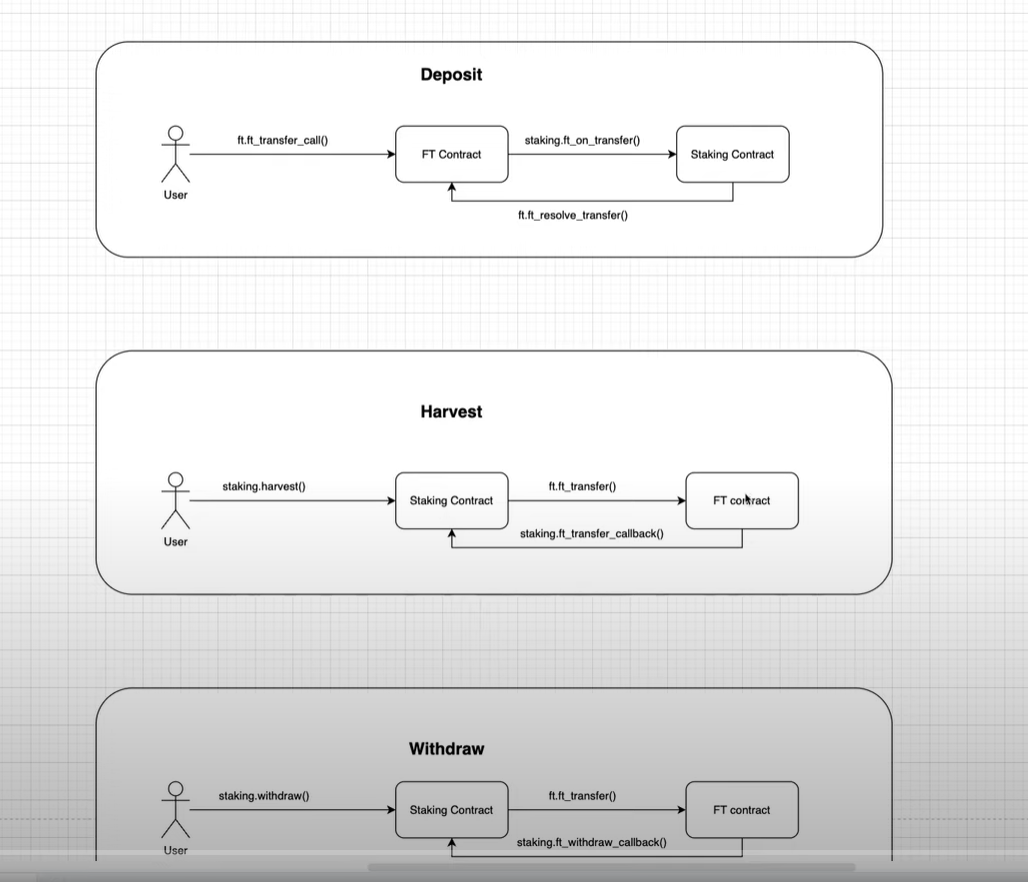 Deposit
ft.ft_transfer_call()
staking.ft_on_transfer()
FT Contract
Staking Contract
User
ft.ft_resolve_transfer()
Harvest
staking.harvest()
ft.ft_transfer()
Staking Contract
FT contract
staking.ft_transfer_callback()
User
Withdraw
staking.withdraw()
ft.ft_transfer()
Staking Contract
FT contract
staking.ft_withdraw_callback()
User